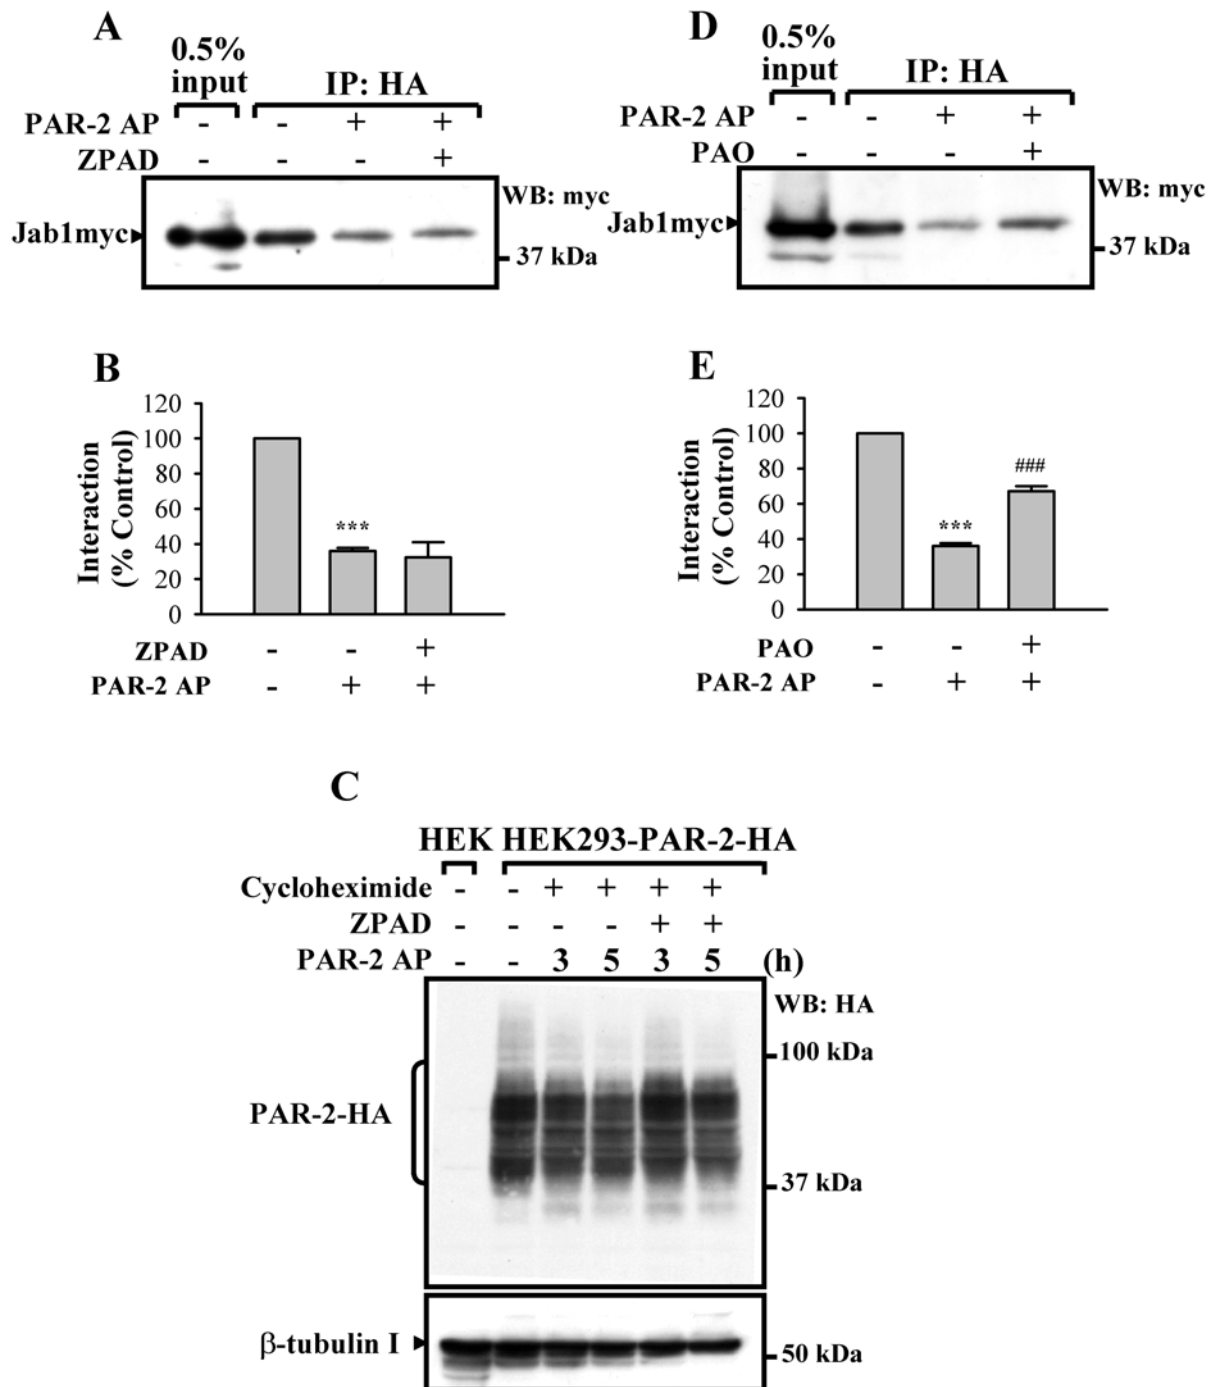 A
0.5%
input
IP: HA
PAR-2 AP - - + +
ZPAD - - - +
WB: myc
Jab1myc
37 kDa
D
0.5%
input
IP: HA
PAR-2 AP - - + +
PAO - - - +
WB: myc
Jab1myc
37 kDa
B
Interaction
(% Control)
120
100
80
60
40
20
0
***
ZPAD - - +
PAR-2 AP - + +
E
Interaction
(% Control)
120
100
80
60
40
20
0
***
###
PAO - - +
PAR-2 AP - + +
C
HEK HEK293-PAR-2-HA
Cycloheximide - - + + + +
ZPAD - - - - + +
PAR-2 AP - - 3 5 3 5 (h)
WB: HA
100 kDa
PAR-2-HA
37 kDa
β-tubulin I
50 kDa